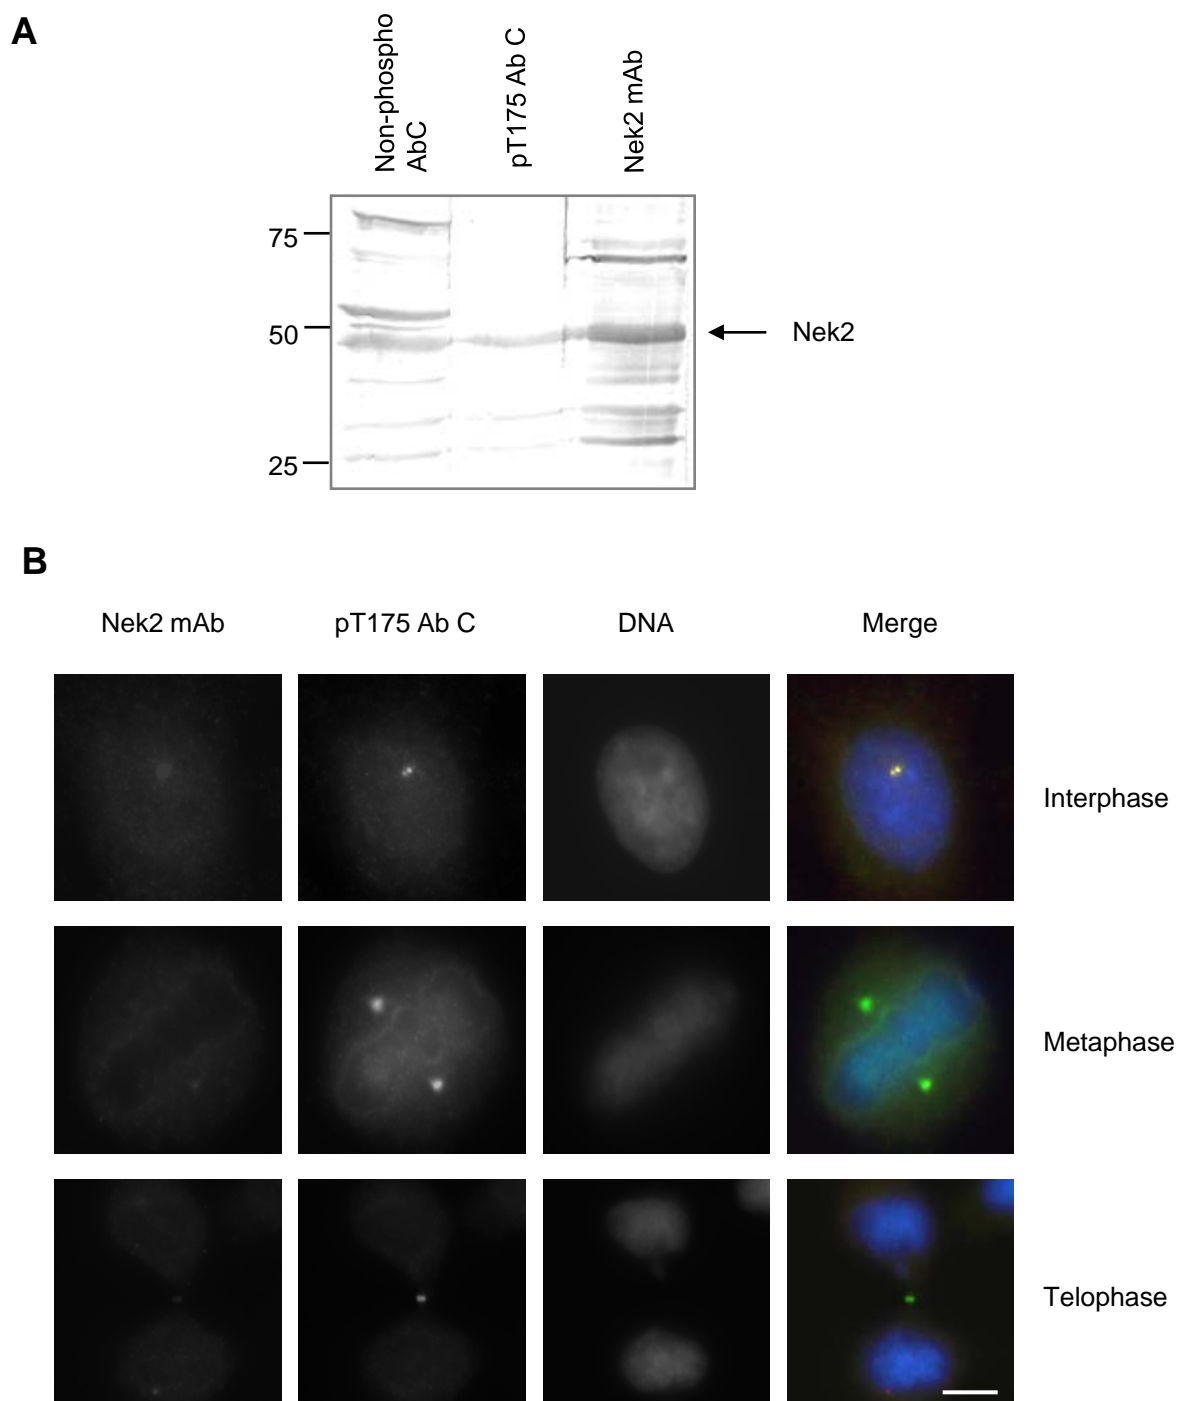 A
Non-phospho
AbC
pT175 Ab C
Nek2 mAb
75
50
Nek2
25
B
Nek2 mAb
pT175 Ab C
DNA
Merge
Interphase
Metaphase
Telophase